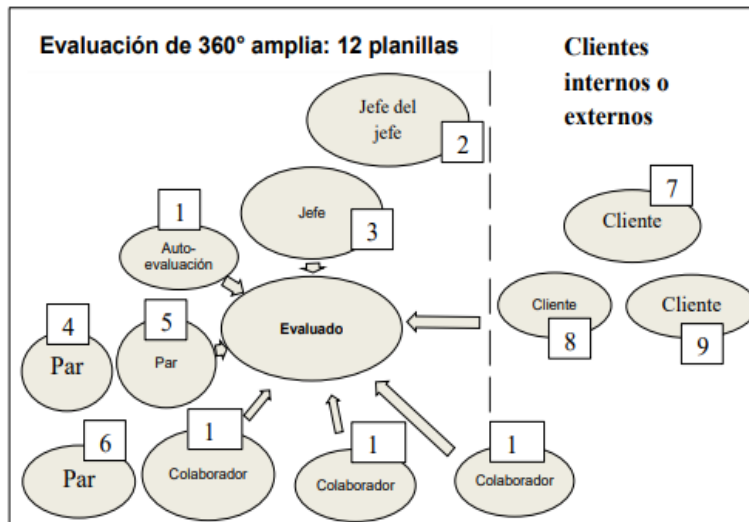 Evaluación de 360° amplia: 12 planillas
Clientes
internos o
externos
Jefe del
jefe
2
Jefe
3
1
Auto-
evaluación
7
Cliente
Cliente
8
Cliente
9
Evaluado
4
Par
5
Par
6
Par
1
Colaborador
1
Colaborador
1
Colaborador